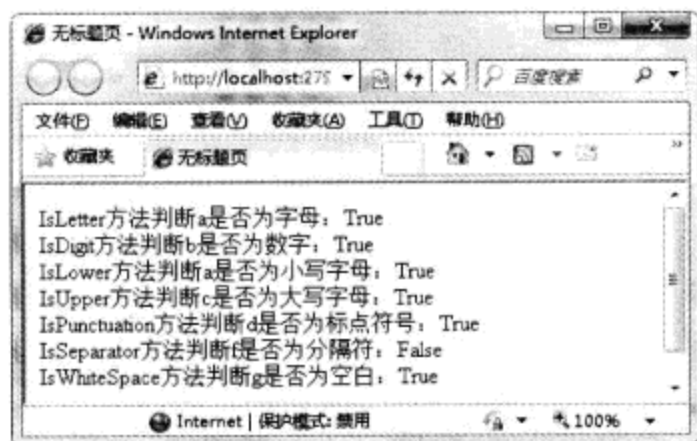 无标题页 - Windows Internet Explorer
http://localhost:279
百度搜索
文件(F) 编辑(E) 查看(V) 收藏夹(A) 工具(T) 帮助(H)
收藏夹 无标题页
IsLetter方法判断a是否为字母：True
IsDigit方法判断b是否为数字：True
IsLower方法判断a是否为小写字母：True
IsUpper方法判断c是否为大写字母：True
IsPunctuation方法判断d是否为标点符号：True
IsSeparator方法判断f是否为分隔符：False
IsWhiteSpace方法判断g是否为空白：True
Internet | 保护模式: 禁用 100%